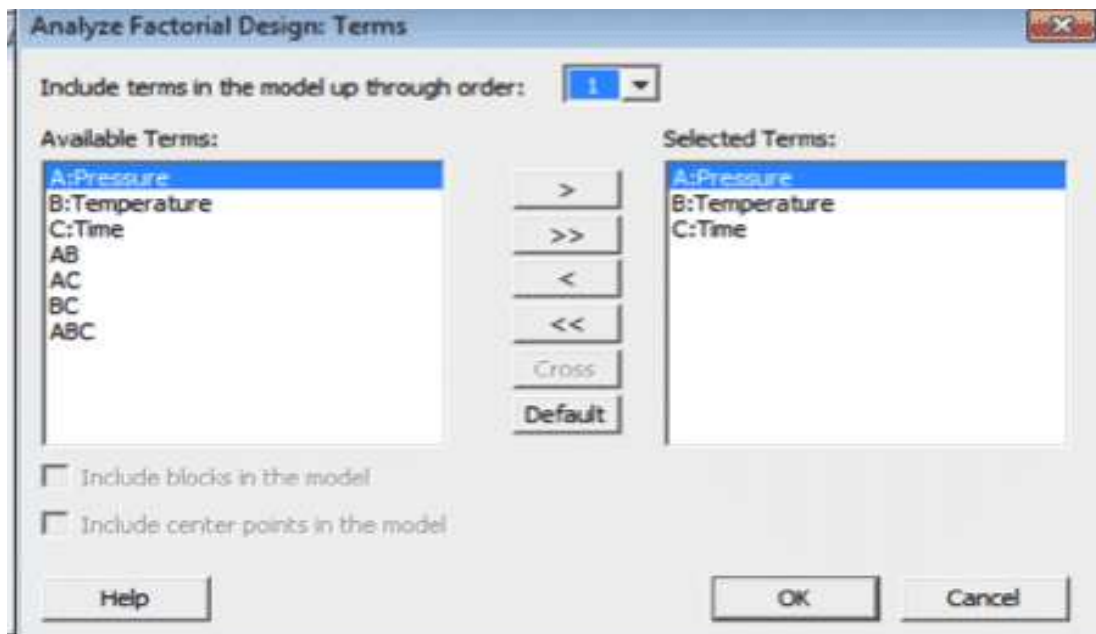 Analyze Factorial Design: Terms
Include terms in the model up through order: 1
Available Terms:
A:Pressure
B:Temperature
C:Time
AB
AC
BC
ABC
>
>>
<
<<
Cross
Default
Selected Terms:
A:Pressure
B:Temperature
C:Time
Include blocks in the model
Include center points in the model
Help
OK
Cancel